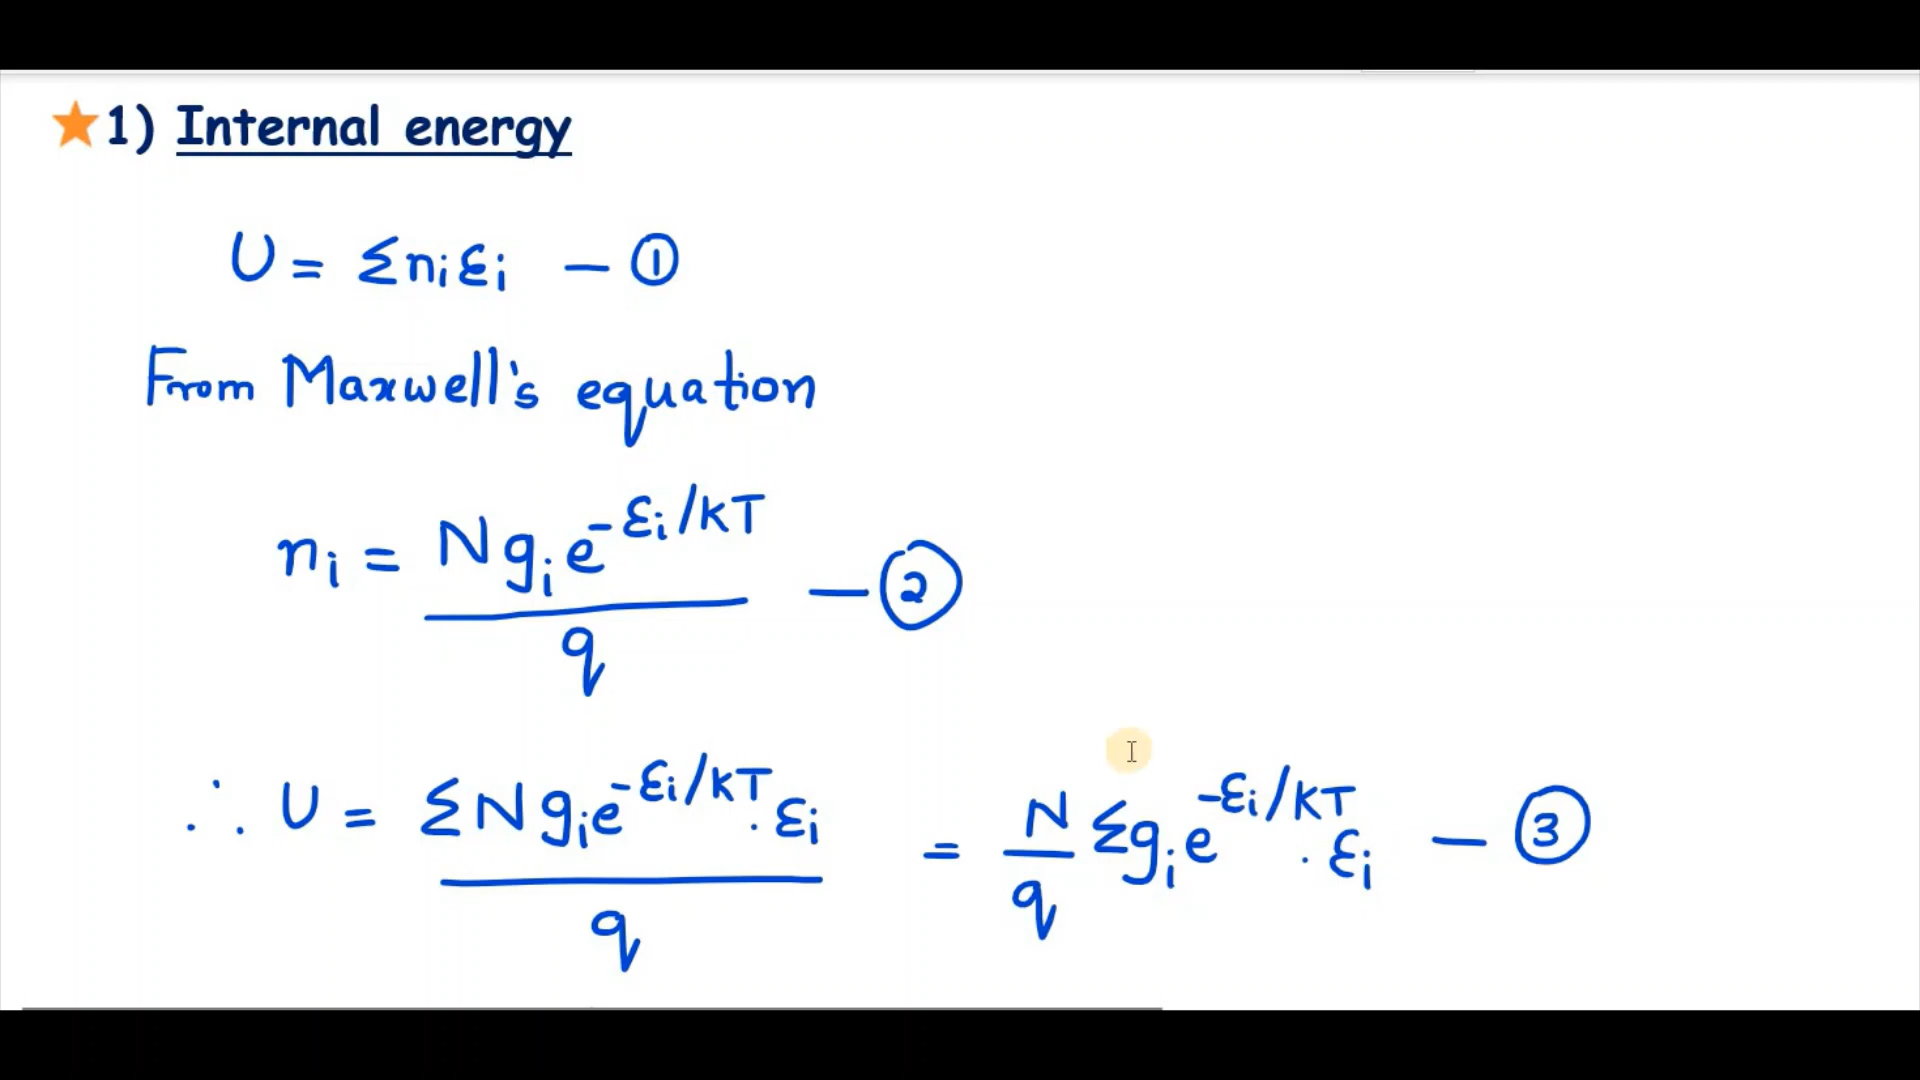 ★1) Internal energy
U = Σnᵢεᵢ — ①
From Maxwell's equation
nᵢ = Ngᵢe^(-εᵢ/kT) / q — ②
∴ U = ΣNgᵢe^(-εᵢ/kT) . εᵢ / q = N/q Σgᵢe^(-εᵢ/kT) . εᵢ — ③